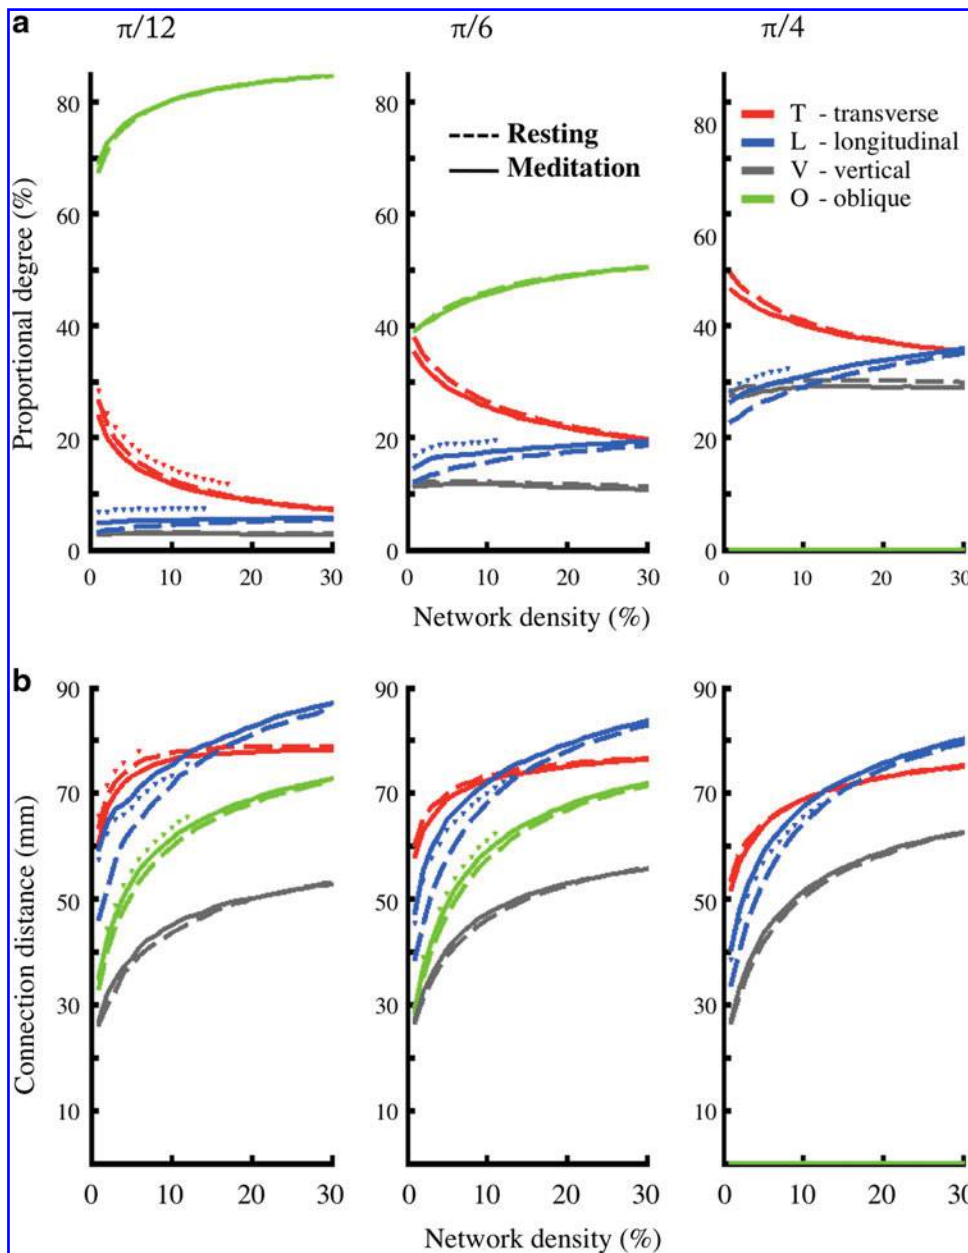 a
π/12 π/6 π/4
Proportional degree (%)
80
60
40
20
0
0 10 20 30
Resting
Meditation
80
60
40
20
0
0 10 20 30
T - transverse
L - longitudinal
V - vertical
O - oblique
80
60
40
20
0
0 10 20 30
Network density (%)
b
Connection distance (mm)
90
70
50
30
10
0 10 20 30
90
70
50
30
10
0 10 20 30
90
70
50
30
10
0 10 20 30
Network density (%)